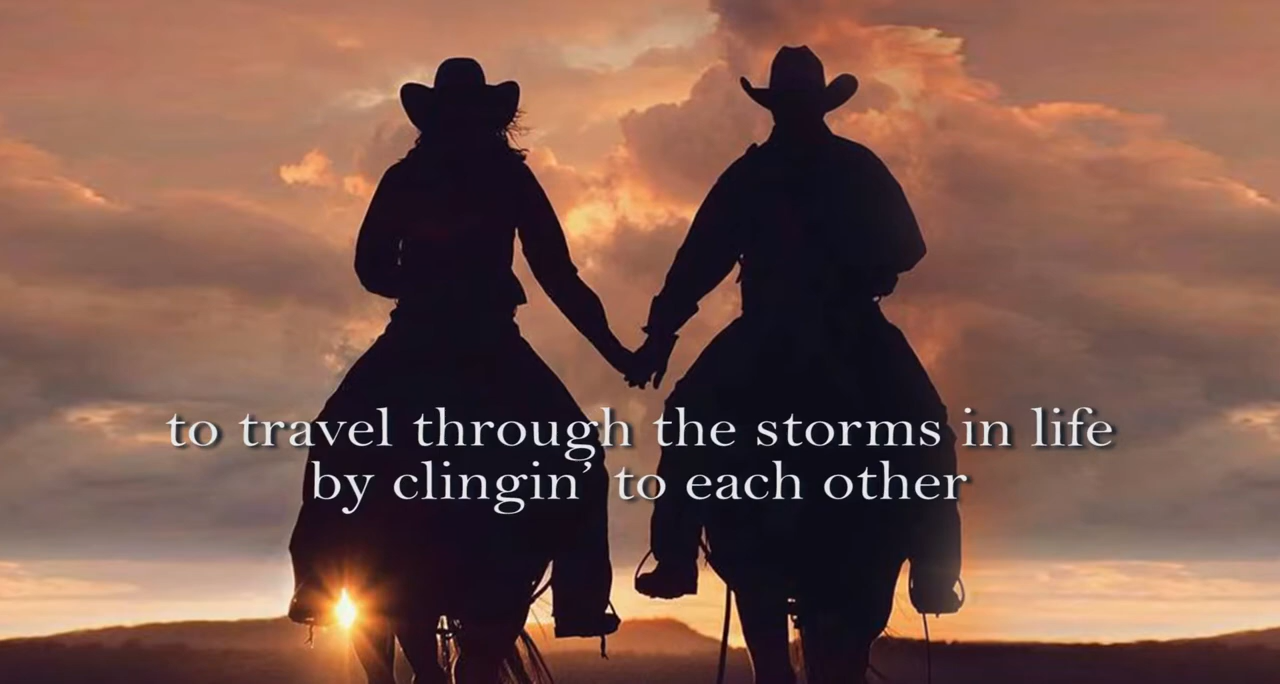 to travel through the storms in life
by clingin’ to each other